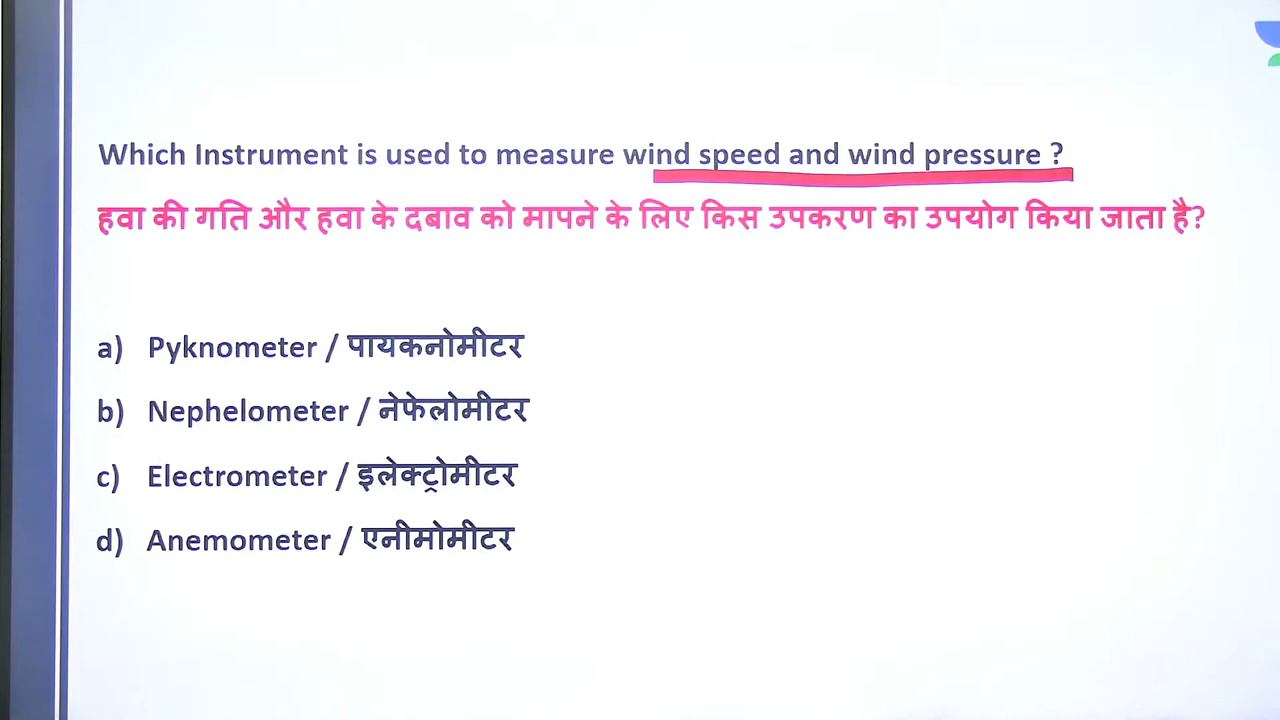 Which Instrument is used to measure wind speed and wind pressure ?
हवा की गति और हवा के दबाव को मापने के लिए किस उपकरण का उपयोग किया जाता है?
a) Pyknometer / पायकनोमीटर
b) Nephelometer / नेफेलोमीटर
c) Electrometer / इलेक्ट्रोमीटर
d) Anemometer / एनीमोमीटर